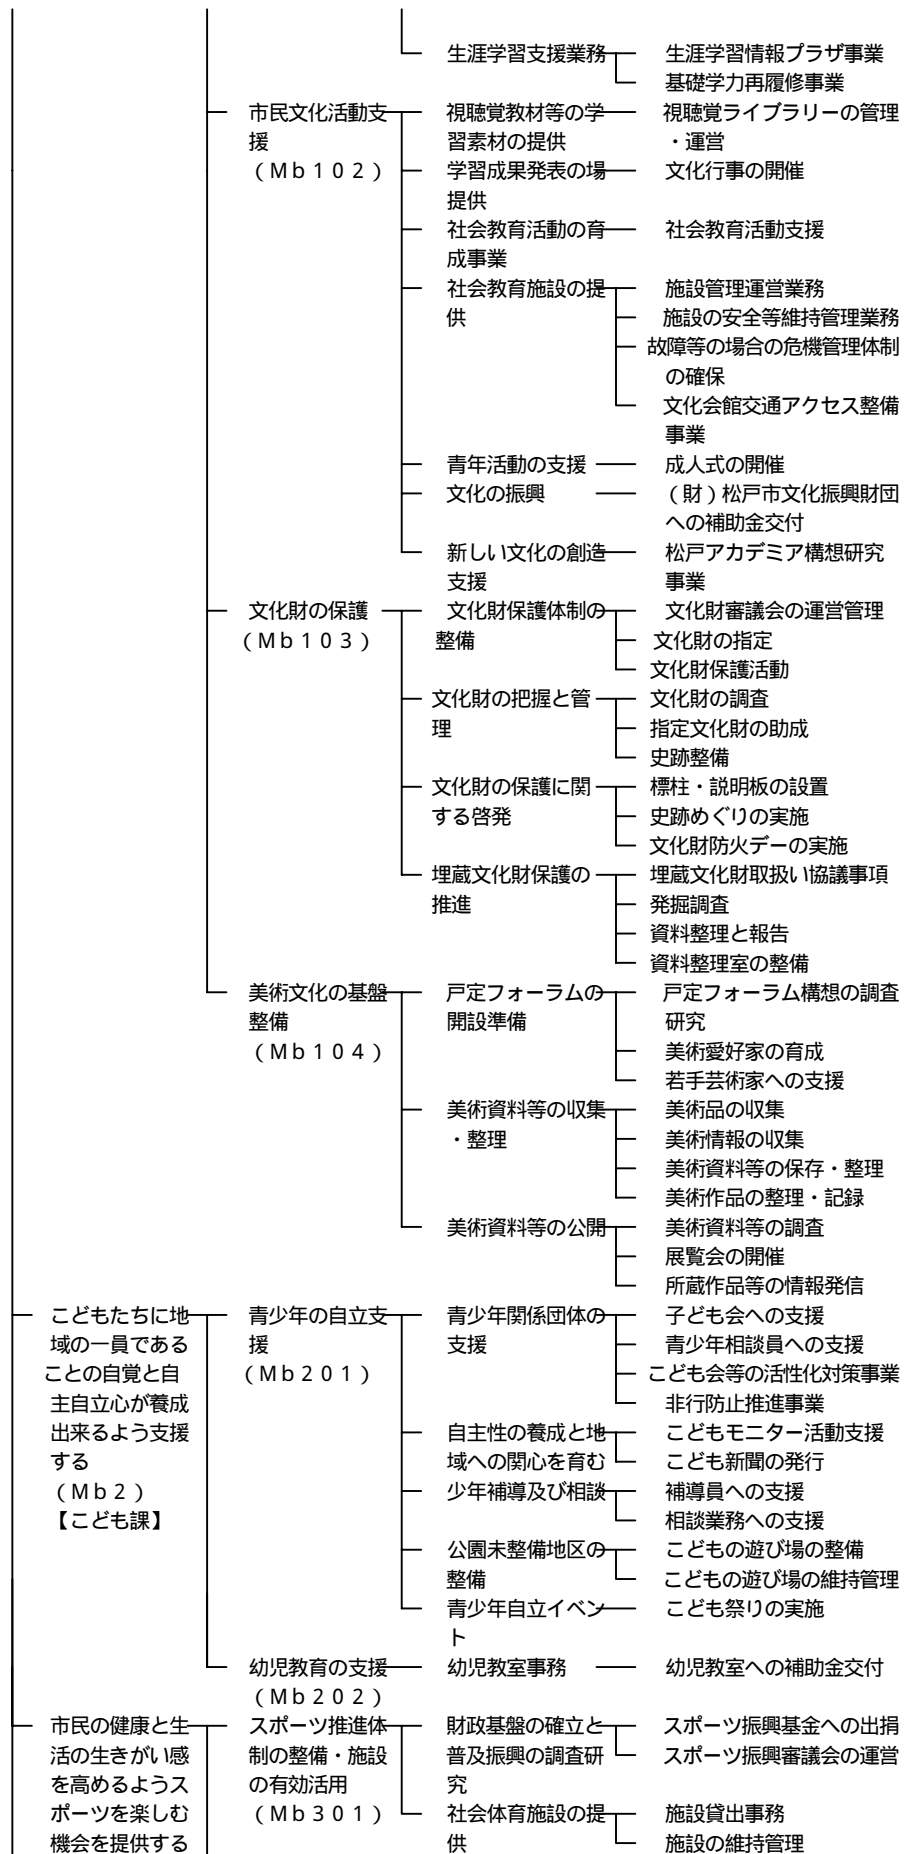 生涯学習支援業務 生涯学習情報プラザ事業
基礎学力再履修事業
市民文化活動支 視聴覚教材等の学 視聴覚ライブラリーの管理
援 習素材の提供 ・運営
(Mb102) 学習成果発表の場 文化行事の開催
提供
社会教育活動の育 社会教育活動支援
成事業
社会教育施設の提 施設管理運営業務
供 施設の安全等維持管理業務
故障等の場合の危機管理体制
の確保
文化会館交通アクセス整備
事業
青年活動の支援 成人式の開催
文化の振興 (財)松戸市文化振興財団
への補助金交付
新しい文化の創造 松戸アカデミア構想研究
支援 事業
文化財の保護 文化財保護体制の 文化財審議会の運営管理
(Mb103) 整備 文化財の指定
文化財保護活動
文化財の把握と管 文化財の調査
理 指定文化財の助成
史跡整備
文化財の保護に関 標柱・説明板の設置
する啓発 史跡めぐりの実施
文化財防火デーの実施
埋蔵文化財保護の 埋蔵文化財取扱い協議事項
推進 発掘調査
資料整理と報告
資料整理室の整備
美術文化の基盤 戸定フォーラムの 戸定フォーラム構想の調査
整備 開設準備 研究
(Mb104) 美術愛好家の育成
若手芸術家への支援
美術資料等の収集 美術品の収集
・整理 美術情報の収集
美術資料等の保存・整理
美術作品の整理・記録
美術資料等の公開 美術資料等の調査
展覧会の開催
所蔵作品等の情報発信
こどもたちに地 青少年の自立支 青少年関係団体の 子ども会への支援
域の一員である 援 支援 青少年相談員への支援
ことの自覚と自 (Mb201) こども会等の活性化対策事業
主自立心が養成 非行防止推進事業
出来るよう支援 自主性の養成と地 こどもモニター活動支援
する 域への関心を育む こども新聞の発行
(Mb2) 少年補導及び相談 補導員への支援
【こども課】 相談業務への支援
公園未整備地区の こどもの遊び場の整備
整備 こどもの遊び場の維持管理
青少年自立イベン こども祭りの実施
ト
幼児教育の支援 幼児教室事務 幼児教室への補助金交付
(Mb202)
市民の健康と生 スポーツ推進体 財政基盤の確立と スポーツ振興基金への出捐
活の生きがい感 制の整備・施設 普及振興の調査研 スポーツ振興審議会の運営
を高めるようス の有効活用 究
ポーツを楽しむ (Mb301) 社会体育施設の提 施設貸出事務
機会を提供する 供 施設の維持管理